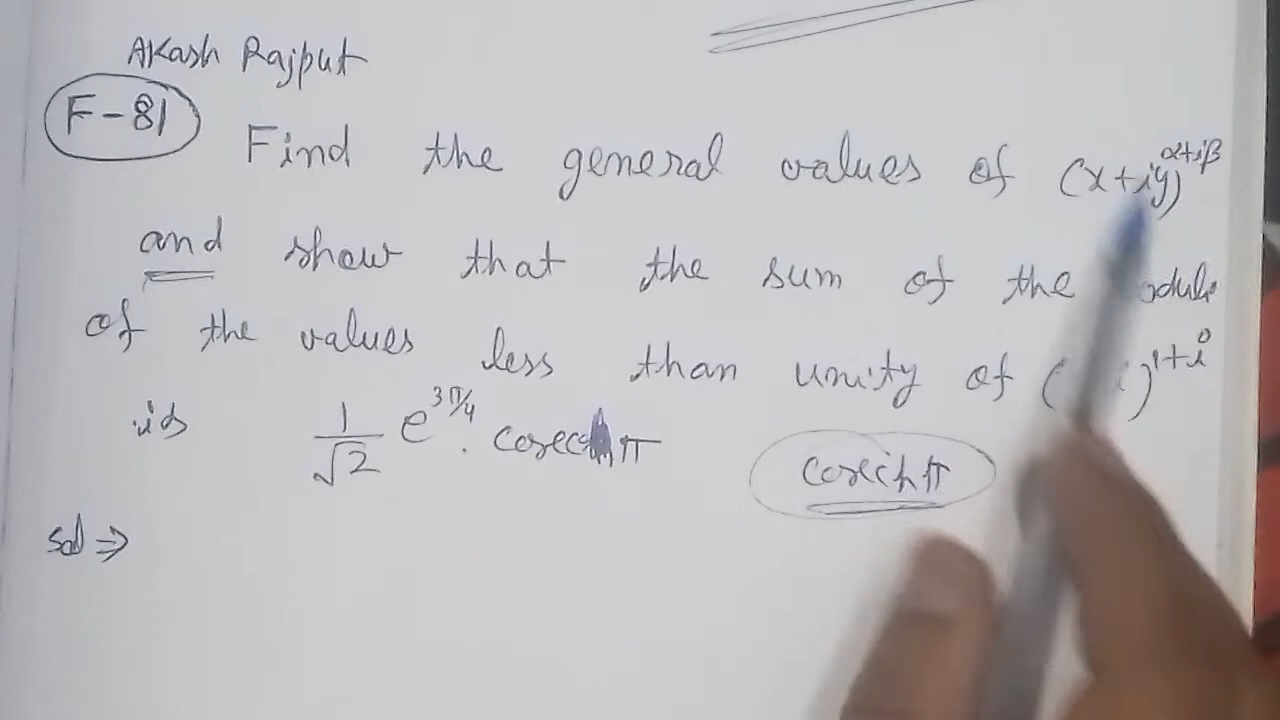 Akash Rajput
F-81 Find the general values of (x+iy)^α+iβ
and show that the sum of the
of the values less than unity of ( )^1+i
is 1/√2 e^3π/4 . cosech π
cosech π
Sol ⇒